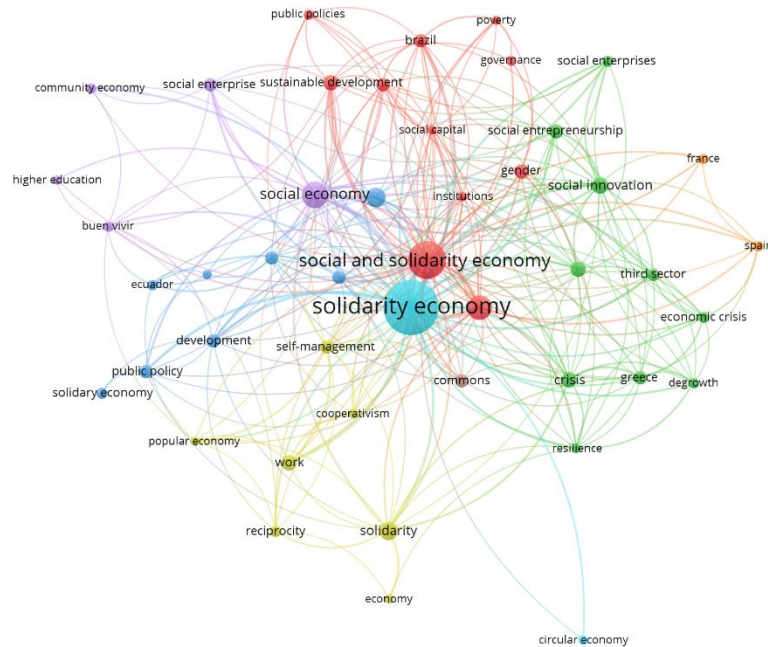 public policies
poverty
brazil
governance
social enterprises
community economy
social enterprise
sustainable development
social capital
social entrepreneurship
france
higher education
social economy
institutions
gender
social innovation
buen vivir
spain
social and solidarity economy
third sector
ecuador
solidarity economy
economic crisis
development
self-management
public policy
commons
crisis
greece
degrowth
solidary economy
cooperativism
popular economy
resilience
work
reciprocity
solidarity
economy
circular economy